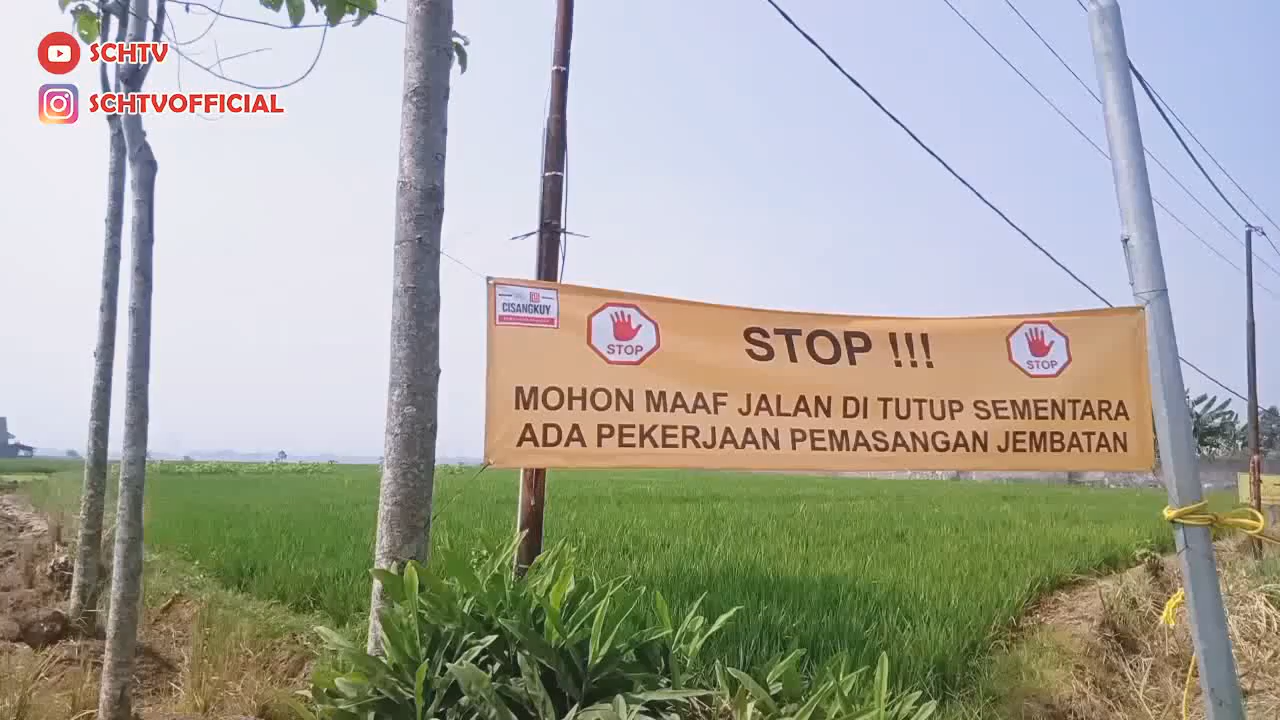 SCHTV
SCHTVOFFICIAL
CISANGKUY
STOP
STOP !!!
STOP
MOHON MAAF JALAN DI TUTUP SEMENTARA
ADA PEKERJAAN PEMASANGAN JEMBATAN